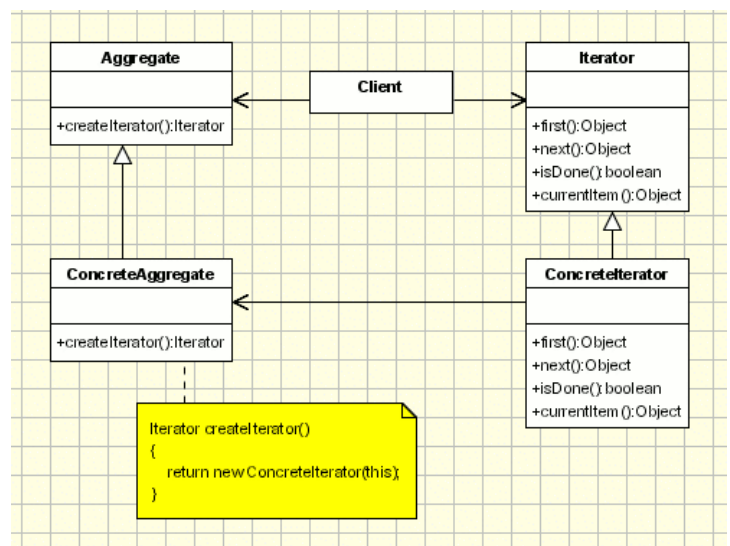 Aggregate
+createIterator():Iterator
Client
Iterator
+first():Object
+next():Object
+isDone():boolean
+currentItem():Object
ConcreteAggregate
+createIterator():Iterator
ConcreteIterator
+first():Object
+next():Object
+isDone():boolean
+currentItem():Object
Iterator createIterator()
{
return new ConcreteIterator(this);
}